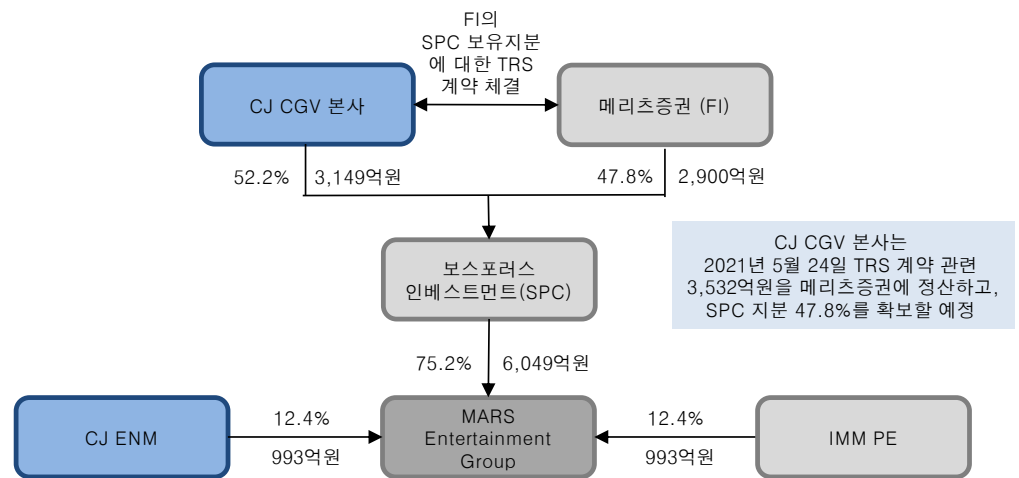 FI의
SPC 보유지분
에 대한 TRS
계약 체결
CJ CGV 본사
메리츠증권 (FI)
52.2%
3,149억원
47.8%
2,900억원
보스포러스
인베스트먼트(SPC)
CJ CGV 본사는
2021년 5월 24일 TRS 계약 관련
3,532억원을 메리츠증권에 정산하고,
SPC 지분 47.8%를 확보할 예정
75.2%
6,049억원
CJ ENM
12.4%
993억원
MARS
Entertainment
Group
12.4%
993억원
IMM PE